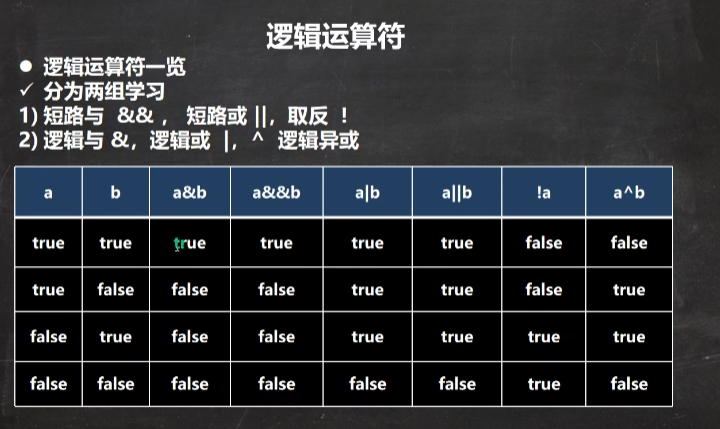 逻辑运算符
● 逻辑运算符一览
✓ 分为两组学习
1) 短路与 && ， 短路或 ||，取反 ！
2) 逻辑与 &，逻辑或 |，^ 逻辑异或
a b a&b a&&b a|b a||b !a a^b
true true true true true true false false
true false false false true true false true
false true false false true true true true
false false false false false false true false